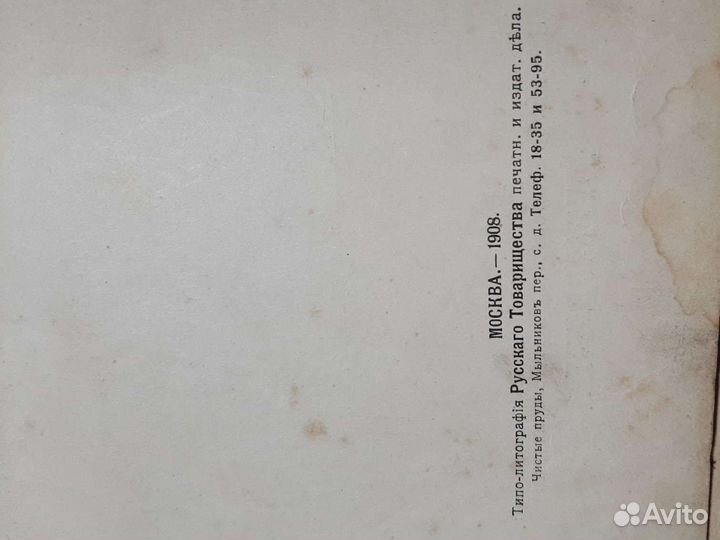 МОСКВА.—1908.
Типо-литографія Русскаго Товарищества печатн. и издат. дѣла.
Чистые пруды, Мыльниковъ пер., с. д. Телеф. 18-35 и 53-95.
Avito